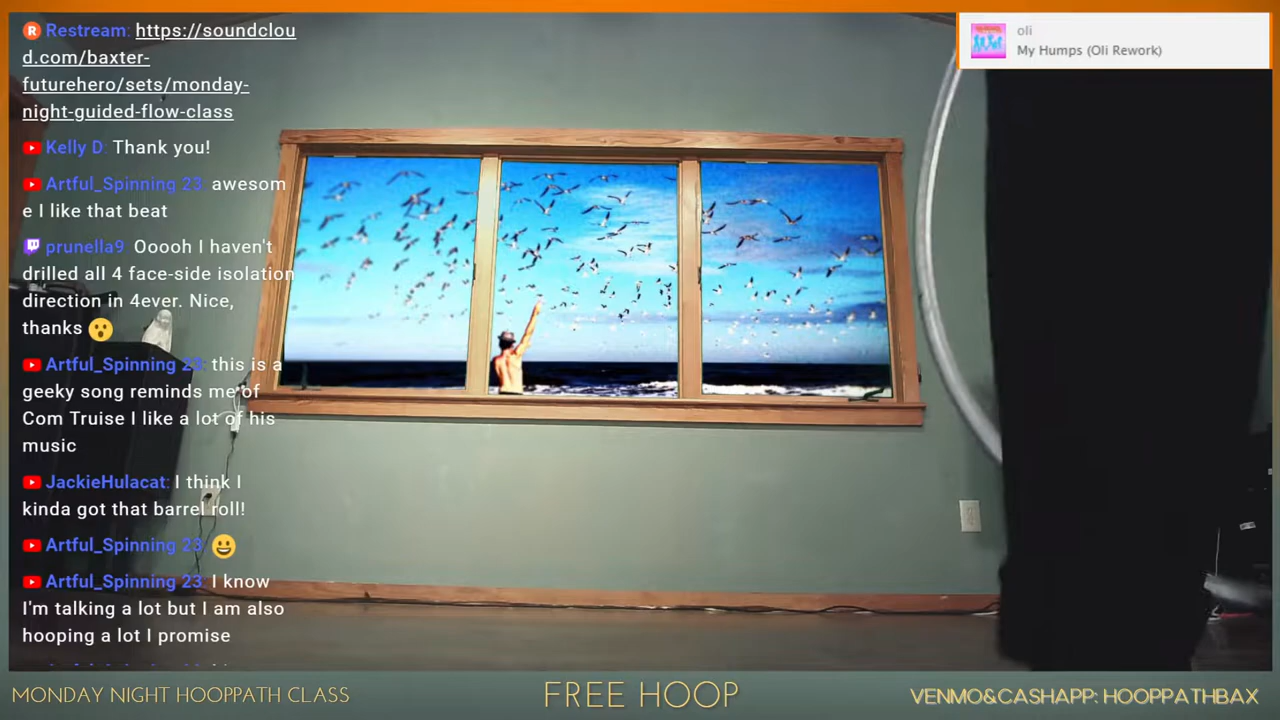 Restream: https://soundclou
d.com/baxter-
futurehero/sets/monday-
night-guided-flow-class
Kelly D: Thank you!
Artful_Spinning 23: awesom
e I like that beat
prunella9 Ooooh I haven't
drilled all 4 face-side isolation
direction in 4ever. Nice,
thanks 😮
Artful_Spinning 23: this is a
geeky song reminds me of
Com Truise I like a lot of his
music
JackieHulacat: I think I
kinda got that barrel roll!
Artful_Spinning 23: 😀
Artful_Spinning 23: I know
I'm talking a lot but I am also
hooping a lot I promise
oli
My Humps (Oli Rework)
MONDAY NIGHT HOOPPATH CLASS
FREE HOOP
VENMO&CASHAPP: HOOPPATHBAX